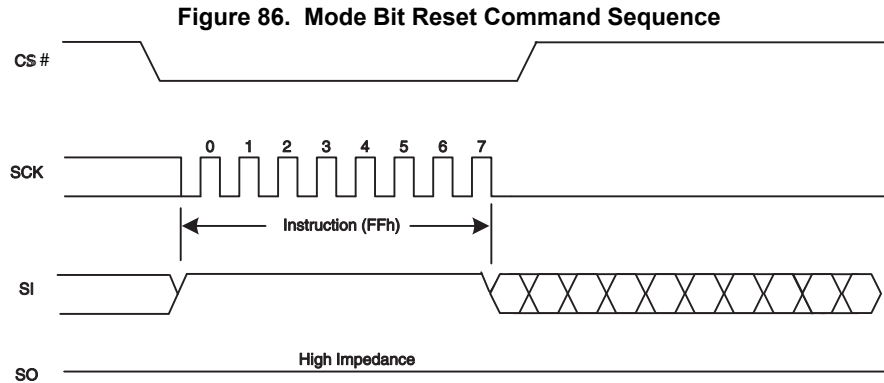 Figure 86. Mode Bit Reset Command Sequence
CS #
0 1 2 3 4 5 6 7
SCK
Instruction (FFh)
SI
High Impedance
SO